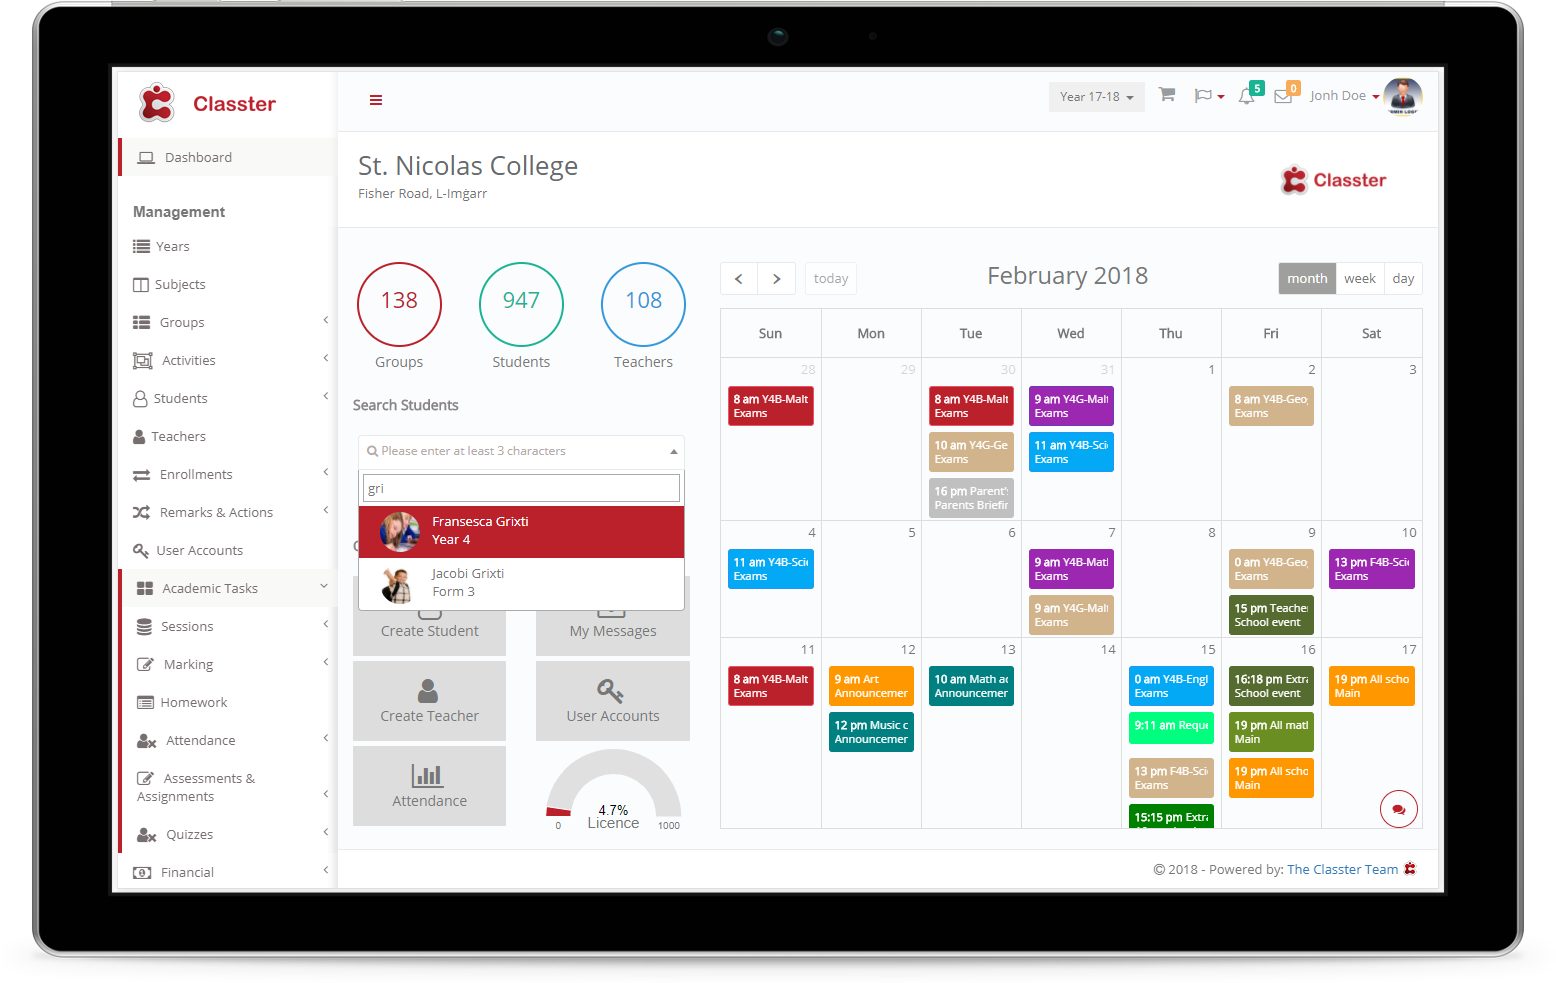 Classter
Year 17-18
5
0
Jonh Doe
Dashboard
St. Nicolas College
Fisher Road, L-Imġarr
Classter
Management
Years
Subjects
Groups
Activities
Students
Teachers
Enrollments
Remarks & Actions
User Accounts
Academic Tasks
Sessions
Marking
Homework
Attendance
Assessments &
Assignments
Quizzes
Financial
138
Groups
947
Students
108
Teachers
Search Students
Please enter at least 3 characters
gri
Fransesca Grixti
Year 4
Jacobi Grixti
Form 3
Create Student
My Messages
Create Teacher
User Accounts
Attendance
4.7%
Licence
0
1000
today
February 2018
month
week
day
Sun
Mon
Tue
Wed
Thu
Fri
Sat
28
29
30
31
1
2
3
8 am Y4B-Malt
Exams
8 am Y4B-Malt
Exams
10 am Y4G-Ge
Exams
16 pm Parent'
Parents Briefin
9 am Y4G-Mal
Exams
11 am Y4B-Sci
Exams
8 am Y4B-Geo
Exams
4
5
6
7
8
9
10
11 am Y4B-Sci
Exams
9 am Y4B-Mat
Exams
9 am Y4G-Mal
Exams
0 am Y4B-Geo
Exams
15 pm Teache
School event
13 pm F4B-Sci
Exams
11
12
13
14
15
16
17
8 am Y4B-Malt
Exams
9 am Art
Announcemer
12 pm Music c
Announcemer
10 am Math ac
Announcemer
0 am Y4B-Engl
Exams
9:11 am Reque
13 pm F4B-Sci
Exams
15:15 pm Extra
16:18 pm Extra
School event
19 pm All matl
Main
19 pm All scho
Main
19 pm All scho
Main
© 2018 - Powered by: The Classter Team